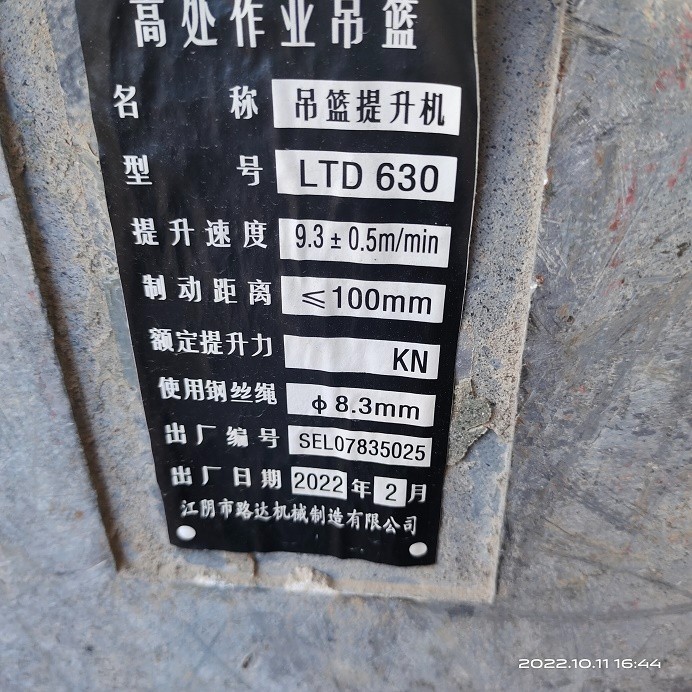 高处作业吊篮
名 称 吊篮提升机
型 号 LTD 630
提升速度 9.3±0.5m/min
制动距离 ≤100mm
额定提升力 KN
使用钢丝绳 ф8.3mm
出厂编号 SEL07835025
出厂日期 2022年2月
江阴市路达机械制造有限公司
2022.10.11 16:44